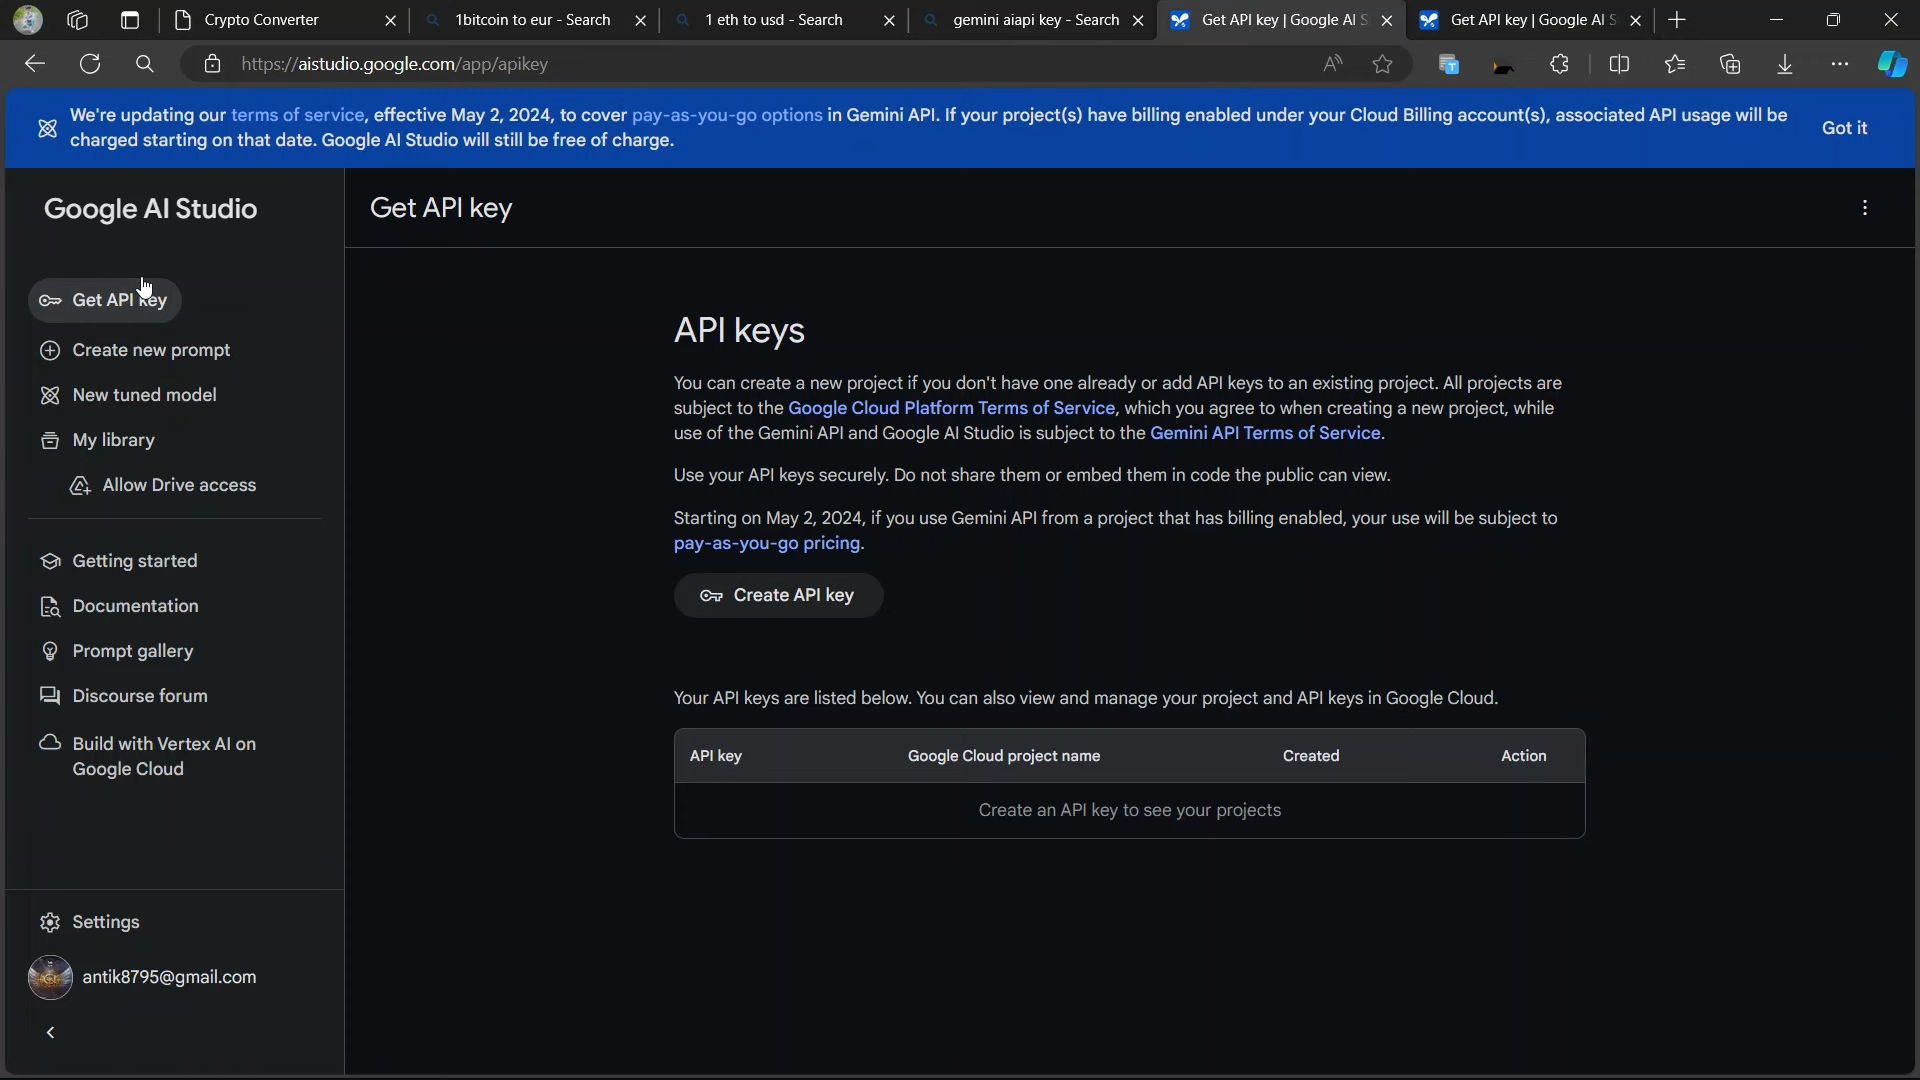 Crypto Converter
1bitcoin to eur - Search
1 eth to usd - Search
gemini aiapi key - Search
Get API key | Google AI S
Get API key | Google AI S
https://aistudio.google.com/app/apikey
We're updating our terms of service, effective May 2, 2024, to cover pay-as-you-go options in Gemini API. If your project(s) have billing enabled under your Cloud Billing account(s), associated API usage will be
charged starting on that date. Google AI Studio will still be free of charge.
Got it
Google AI Studio
Get API key
Get API key
Create new prompt
New tuned model
My library
Allow Drive access
Getting started
Documentation
Prompt gallery
Discourse forum
Build with Vertex AI on
Google Cloud
Settings
antik8795@gmail.com
API keys
You can create a new project if you don't have one already or add API keys to an existing project. All projects are
subject to the Google Cloud Platform Terms of Service, which you agree to when creating a new project, while
use of the Gemini API and Google AI Studio is subject to the Gemini API Terms of Service.
Use your API keys securely. Do not share them or embed them in code the public can view.
Starting on May 2, 2024, if you use Gemini API from a project that has billing enabled, your use will be subject to
pay-as-you-go pricing.
Create API key
Your API keys are listed below. You can also view and manage your project and API keys in Google Cloud.
API key Google Cloud project name Created Action
Create an API key to see your projects